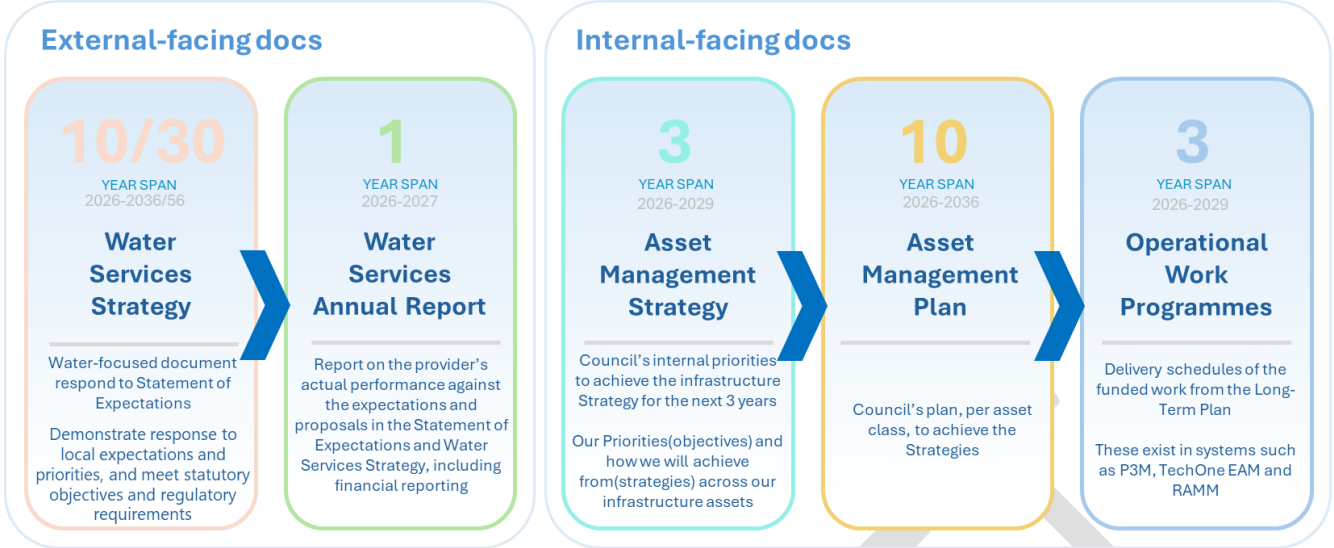 External-facing docs
10/30
YEAR SPAN
2026-2036/56
Water
Services
Strategy
Water-focused document
respond to Statement of
Expectations
Demonstrate response to
local expectations and
priorities, and meet statutory
objectives and regulatory
requirements
1
YEAR SPAN
2026-2027
Water
Services
Annual Report
Report on the provider's
actual performance against
the expectations and
proposals in the Statement of
Expectations and Water
Services Strategy, including
financial reporting
Internal-facing docs
3
YEAR SPAN
2026-2029
Asset
Management
Strategy
Council's internal priorities
to achieve the infrastructure
Strategy for the next 3 years
Our Priorities(objectives) and
how we will achieve
from(strategies) across our
infrastructure assets
10
YEAR SPAN
2026-2036
Asset
Management
Plan
Council's plan, per asset
class, to achieve the
Strategies
3
YEAR SPAN
2026-2029
Operational
Work
Programmes
Delivery schedules of the
funded work from the Long-
Term Plan
These exist in systems such
as P3M, TechOne EAM and
RAMM